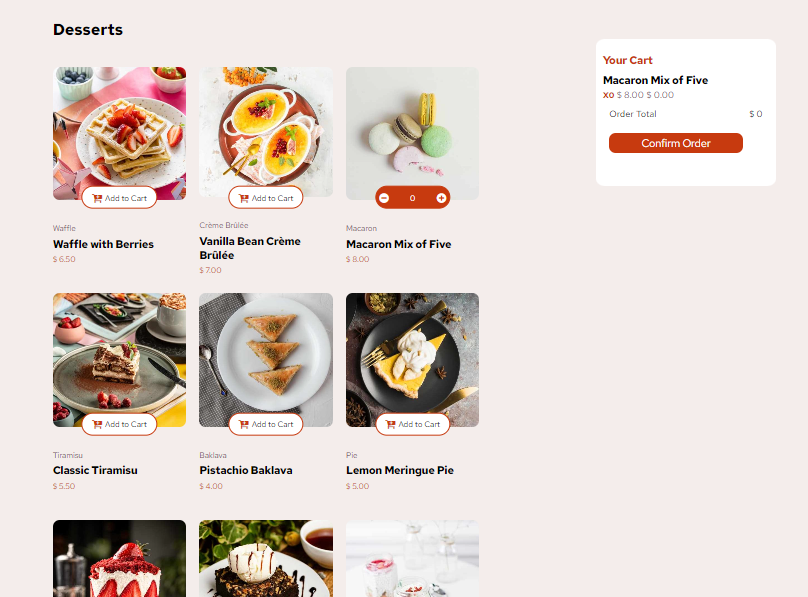 Desserts
Add to Cart
Add to Cart
0
Waffle
Waffle with Berries
$ 6.50
Crème Brûlée
Vanilla Bean Crème
Brûlée
$ 7.00
Macaron
Macaron Mix of Five
$ 8.00
Add to Cart
Add to Cart
Add to Cart
Tiramisu
Classic Tiramisu
$ 5.50
Baklava
Pistachio Baklava
$ 4.00
Pie
Lemon Meringue Pie
$ 5.00
Your Cart
Macaron Mix of Five
X0 $ 8.00 $ 0.00
Order Total $ 0
Confirm Order